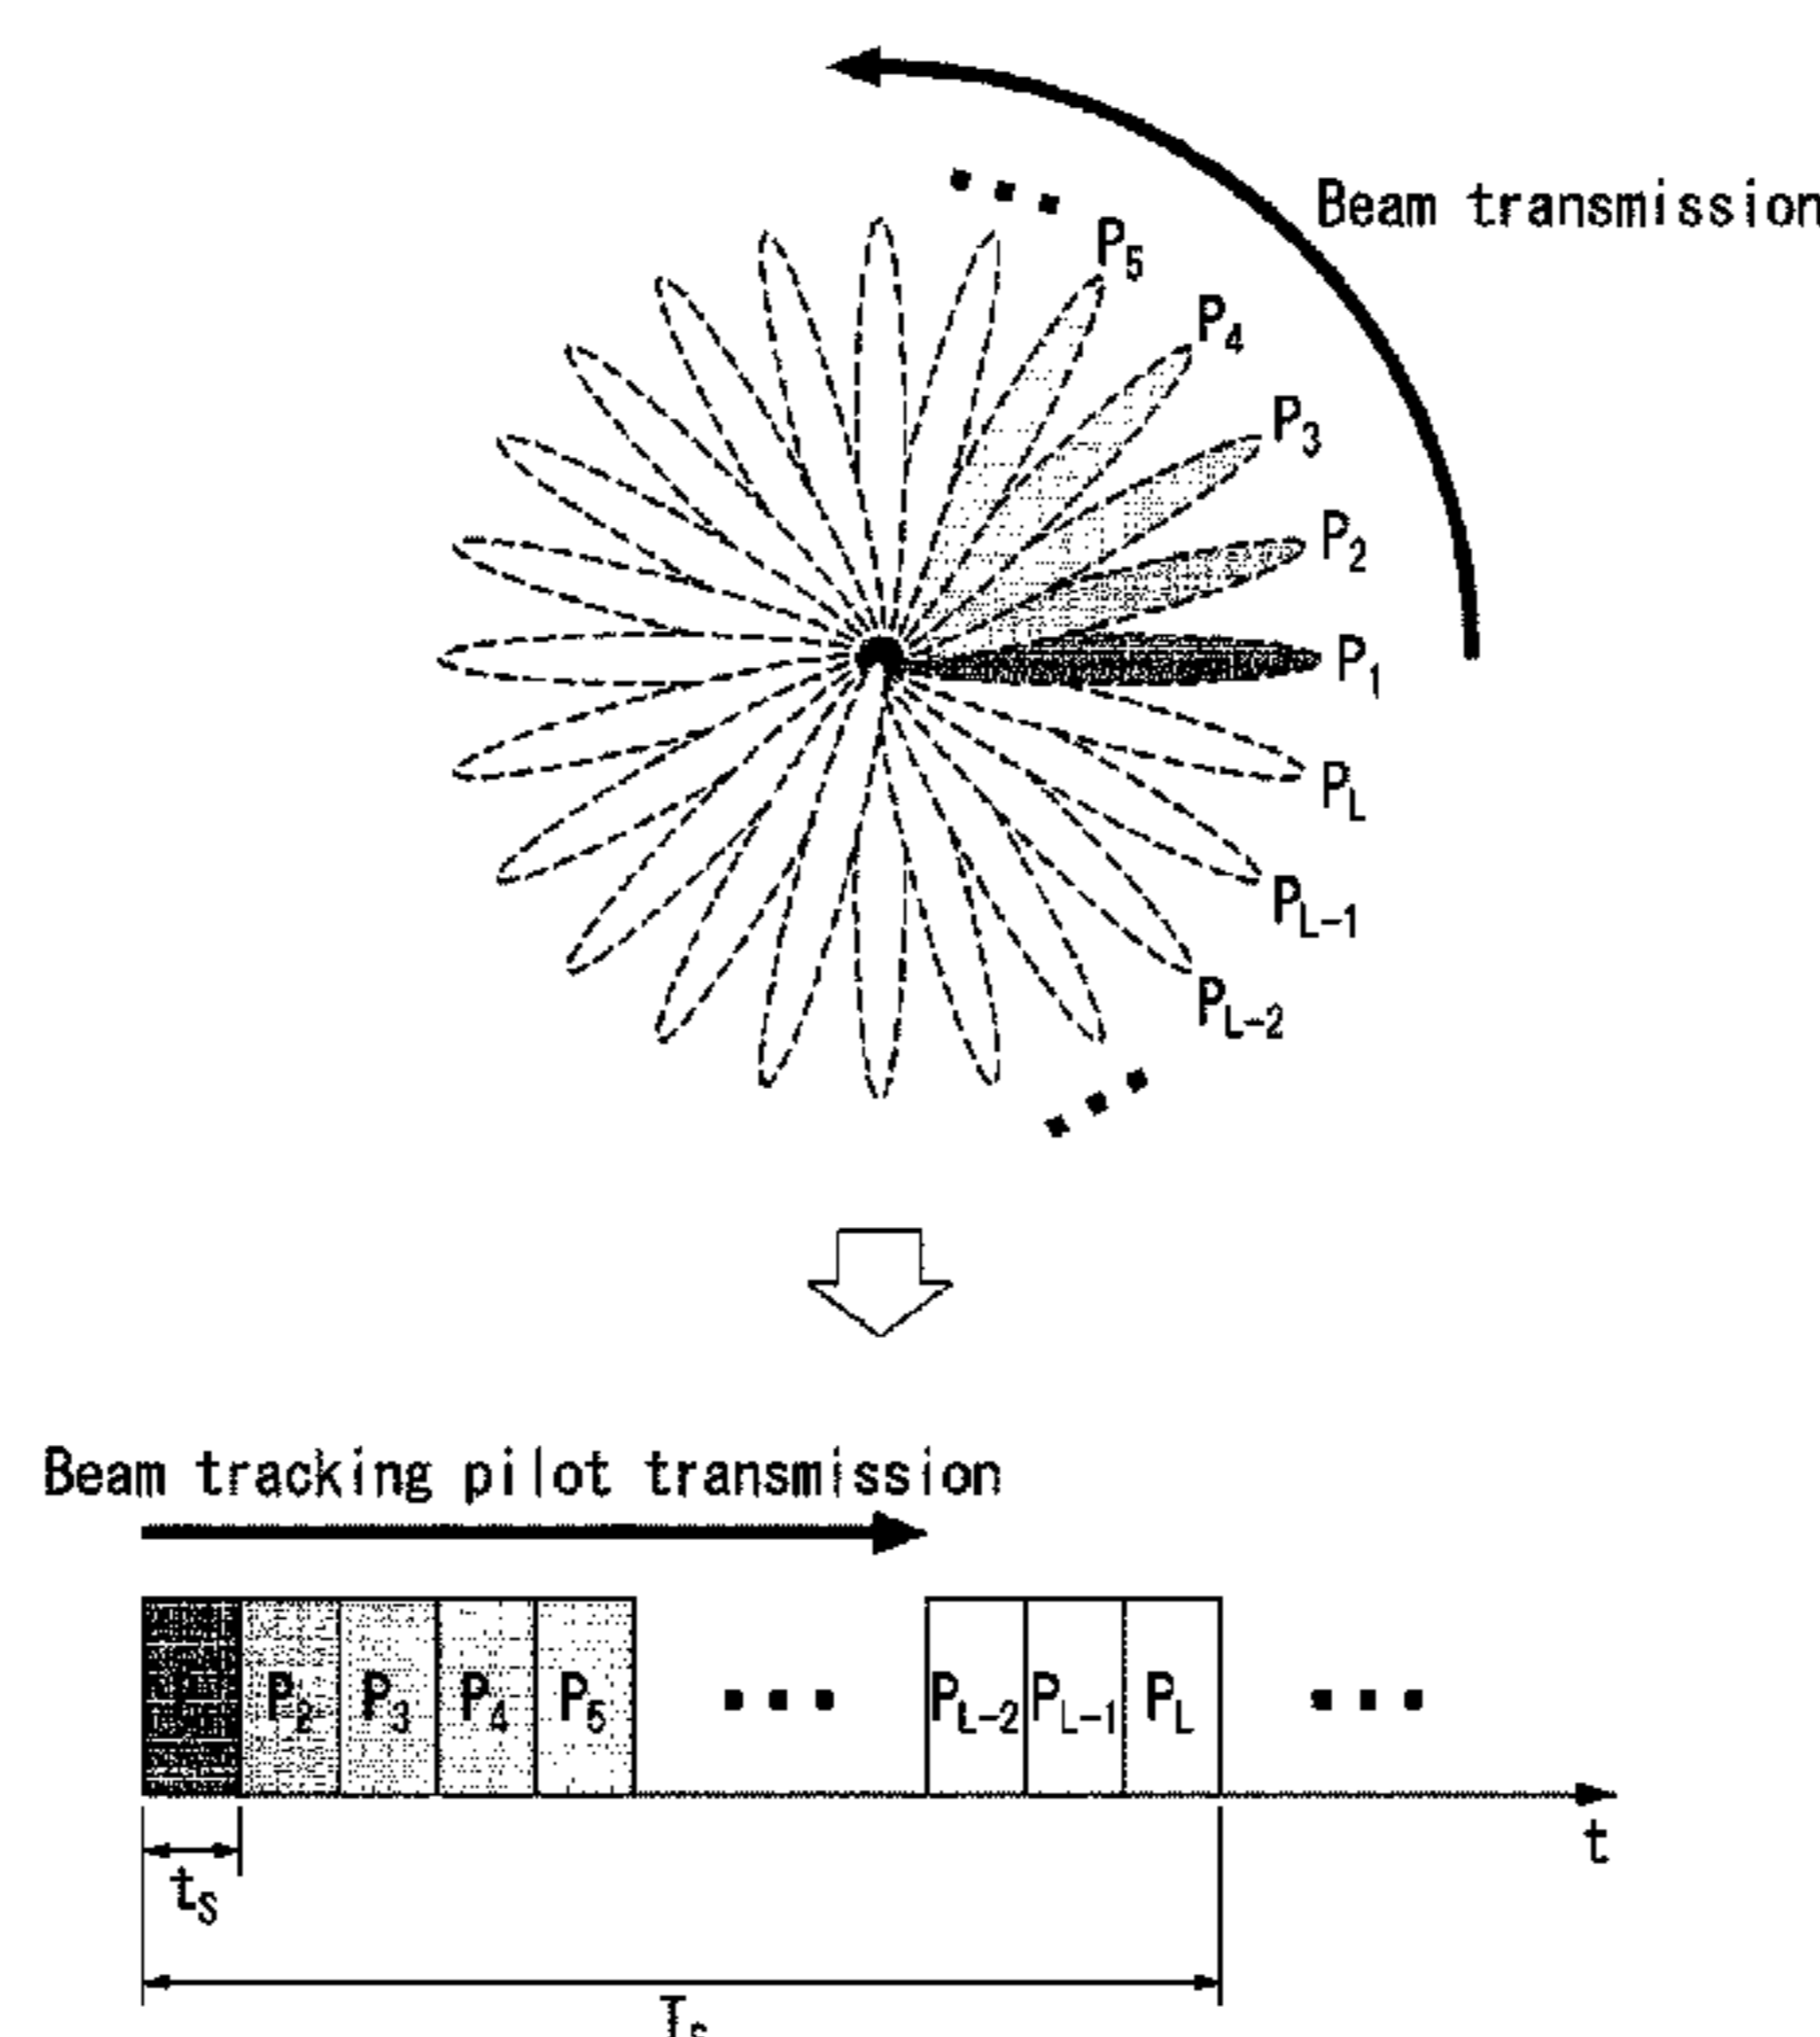 Beam transmission
P5
P4
P3
P2
P1
PL
PL-1
PL-2
Beam tracking pilot transmission
P2 P3 P4 P5 ... PL-2 PL-1 PL ...
t
ts